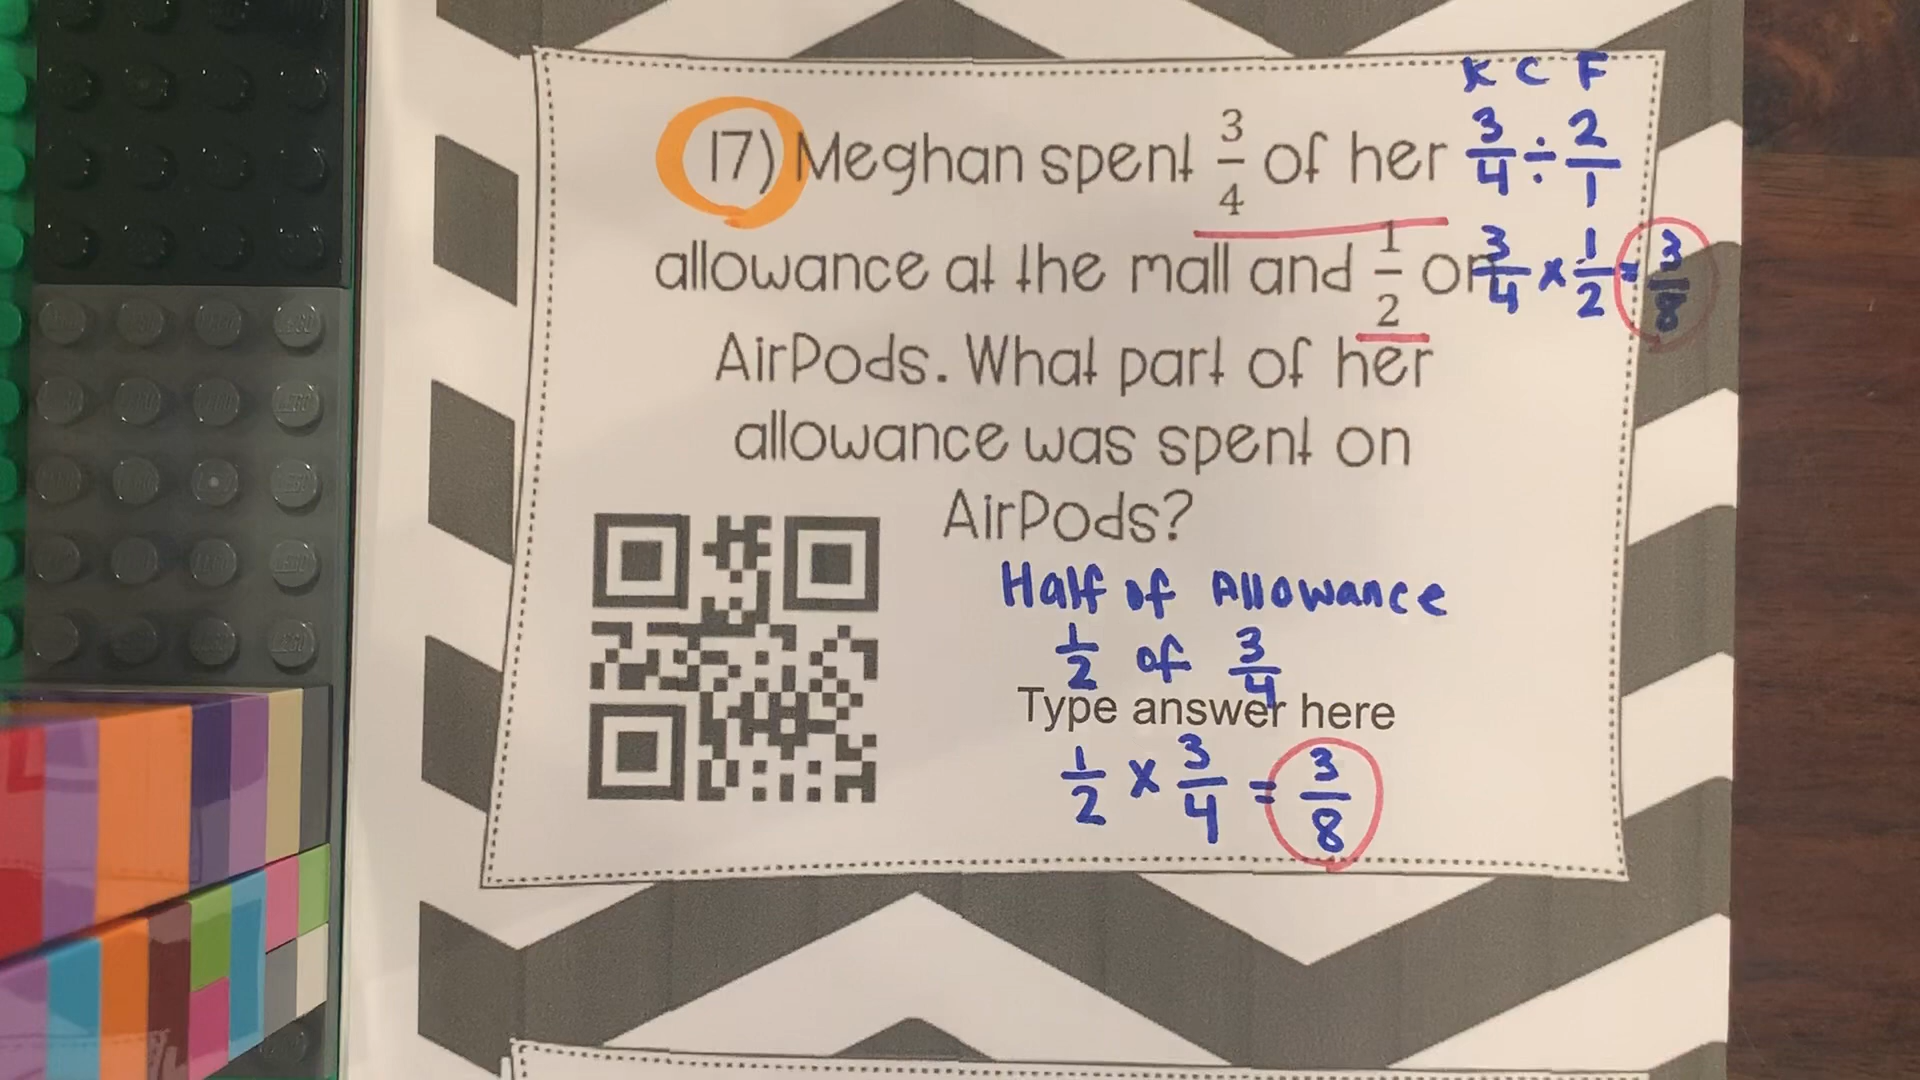 17) Meghan spent 3/4 of her
allowance at the mall and 1/2 on
AirPods. What part of her
allowance was spent on
AirPods?
K C F
3/4 ÷ 2/1
3/4 x 1/2 = 3/8
Half of Allowance
1/2 of 3/4
Type answer here
1/2 x 3/4 = 3/8
LEGO